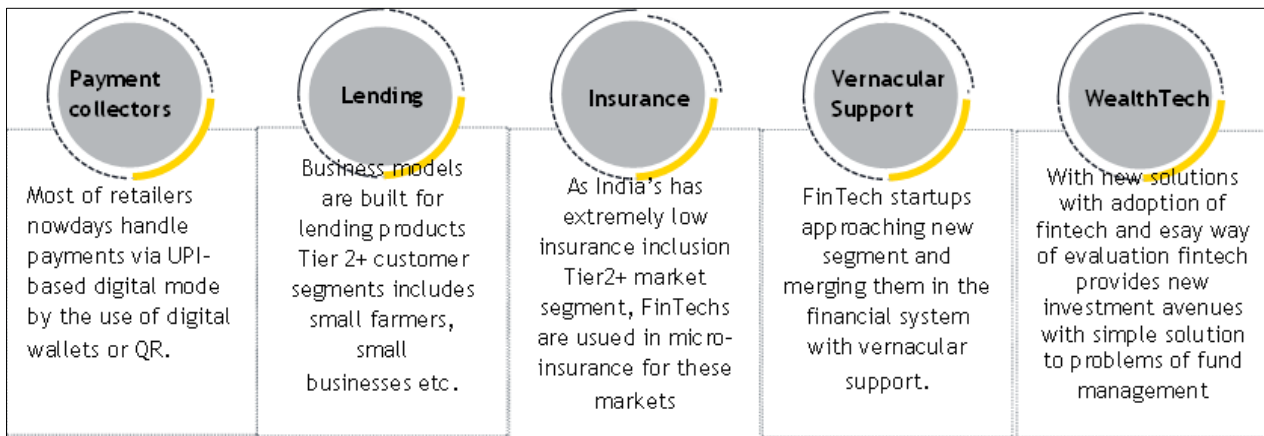 Payment
collectors
Most of retailers
nowdays handle
payments via UPI-
based digital mode
by the use of digital
wallets or QR.
Lending
Business models
are built for
lending products
Tier 2+ customer
segments includes
small farmers,
small
businesses etc.
Insurance
As India's has
extremely low
insurance inclusion
Tier2+ market
segment, FinTechs
are usued in micro-
insurance for these
markets
Vernacular
Support
FinTech startups
approaching new
segment and
merging them in the
financial system
with vernacular
support.
WealthTech
With new solutions
with adoption of
fintech and esay way
of evaluation fintech
provides new
investment avenues
with simple solution
to problems of fund
management